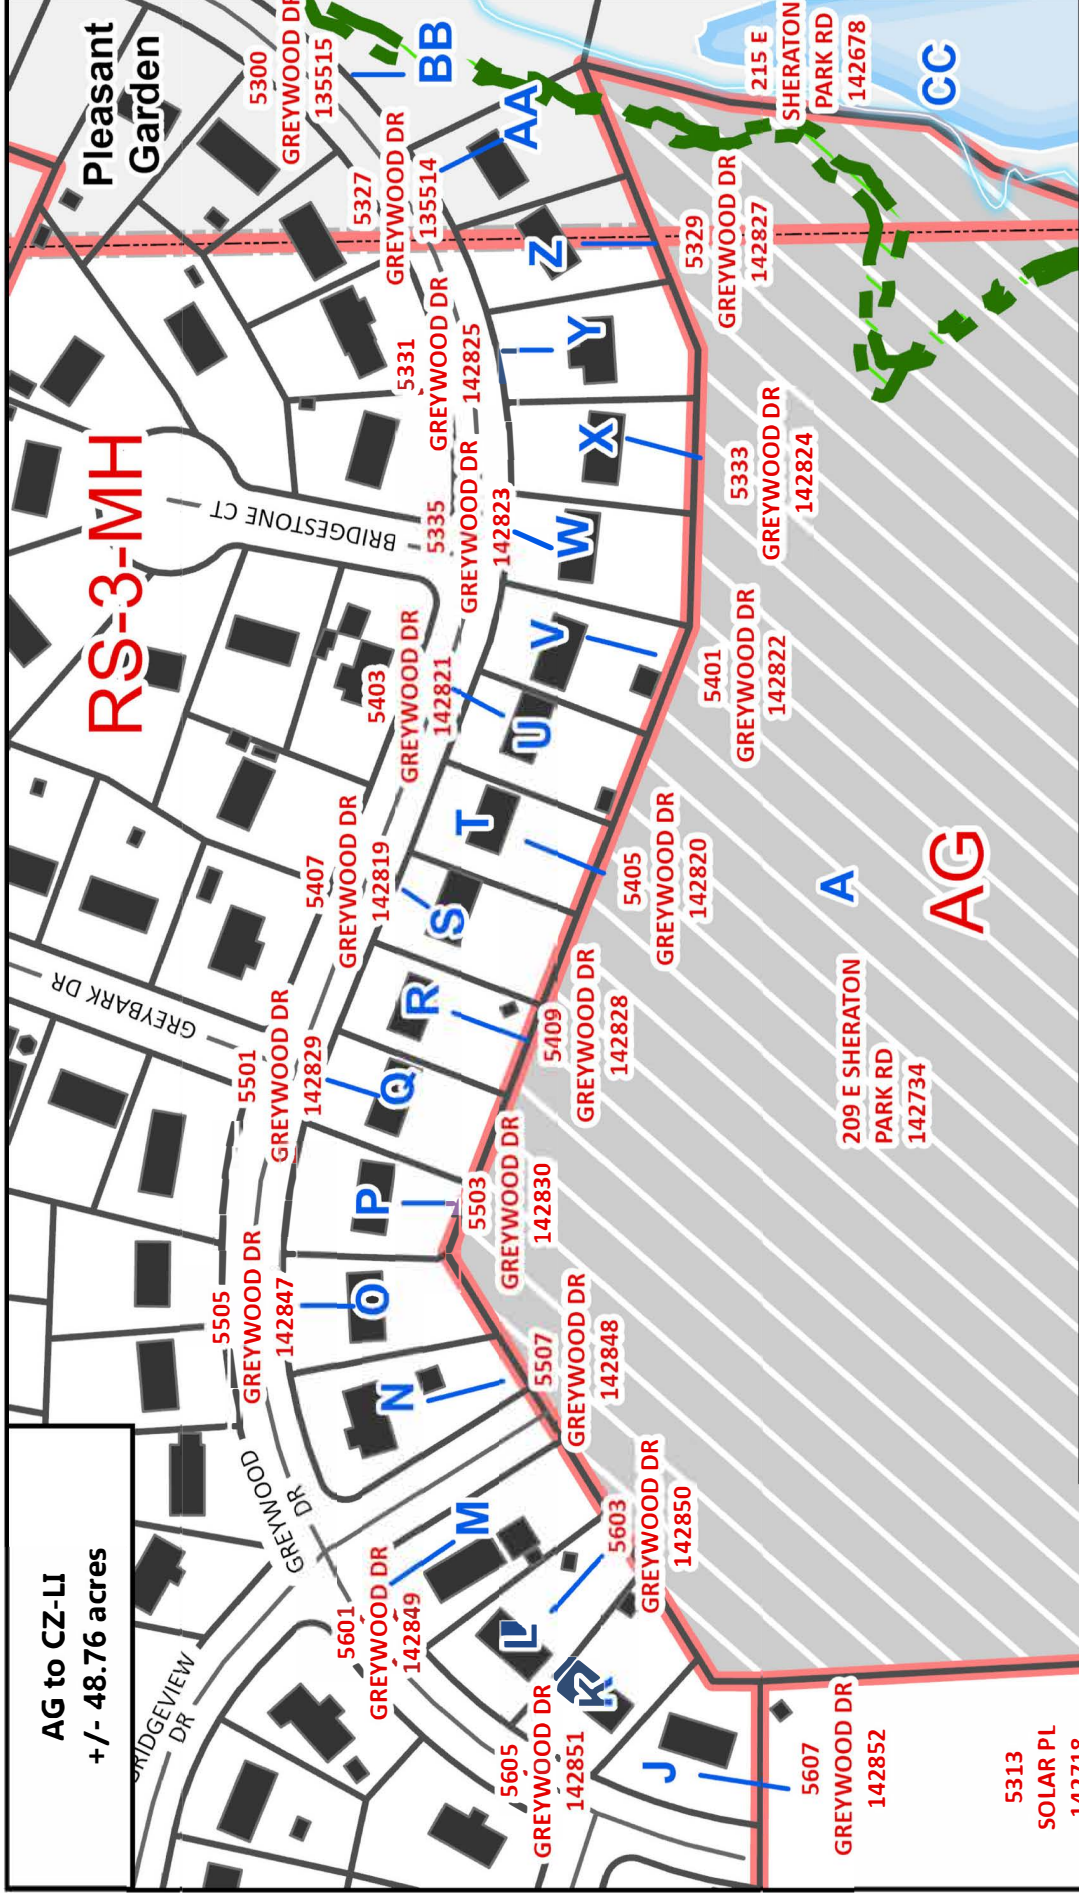 AG to CZ-LI
+/- 48.76 acres
RS-3-MH
Pleasant
Garden
BRIDGESTONE CT
GREYBARK DR
GREYWOOD
DR
DR
5300
GREYWOOD DR
135515
BB
5327
GREYWOOD DR
135514
AA
215 E
SHERATON
PARK RD
142678
CC
5329
GREYWOOD DR
142827
Z
5331
GREYWOOD DR
142825
Y
5333
GREYWOOD DR
142824
X
5335
GREYWOOD DR
142823
W
5401
GREYWOOD DR
142822
V
5403
GREYWOOD DR
142821
U
5405
GREYWOOD DR
142820
T
5407
GREYWOOD DR
142819
S
5409
GREYWOOD DR
142828
R
5501
GREYWOOD DR
142829
Q
5503
GREYWOOD DR
142830
P
5505
GREYWOOD DR
142847
O
5507
GREYWOOD DR
142848
N
5601
GREYWOOD DR
142849
M
5603
GREYWOOD DR
142850
L
5605
GREYWOOD DR
142851
K
5607
GREYWOOD DR
142852
J
5313
SOLAR PL
A
209 E SHERATON
PARK RD
142734
AG